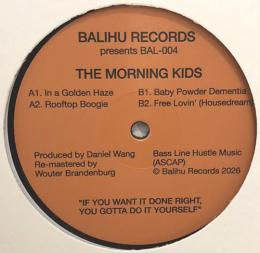 BALIHU RECORDS
presents BAL-004
THE MORNING KIDS
A1. In a Golden Haze
A2. Rooftop Boogie
B1. Baby Powder Dementia
B2. Free Lovin' (Housedream)
Produced by Daniel Wang
Re-mastered by
Wouter Brandenburg
Bass Line Hustle Music
(ASCAP)
© Balihu Records 2026
"IF YOU WANT IT DONE RIGHT,
YOU GOTTA DO IT YOURSELF"